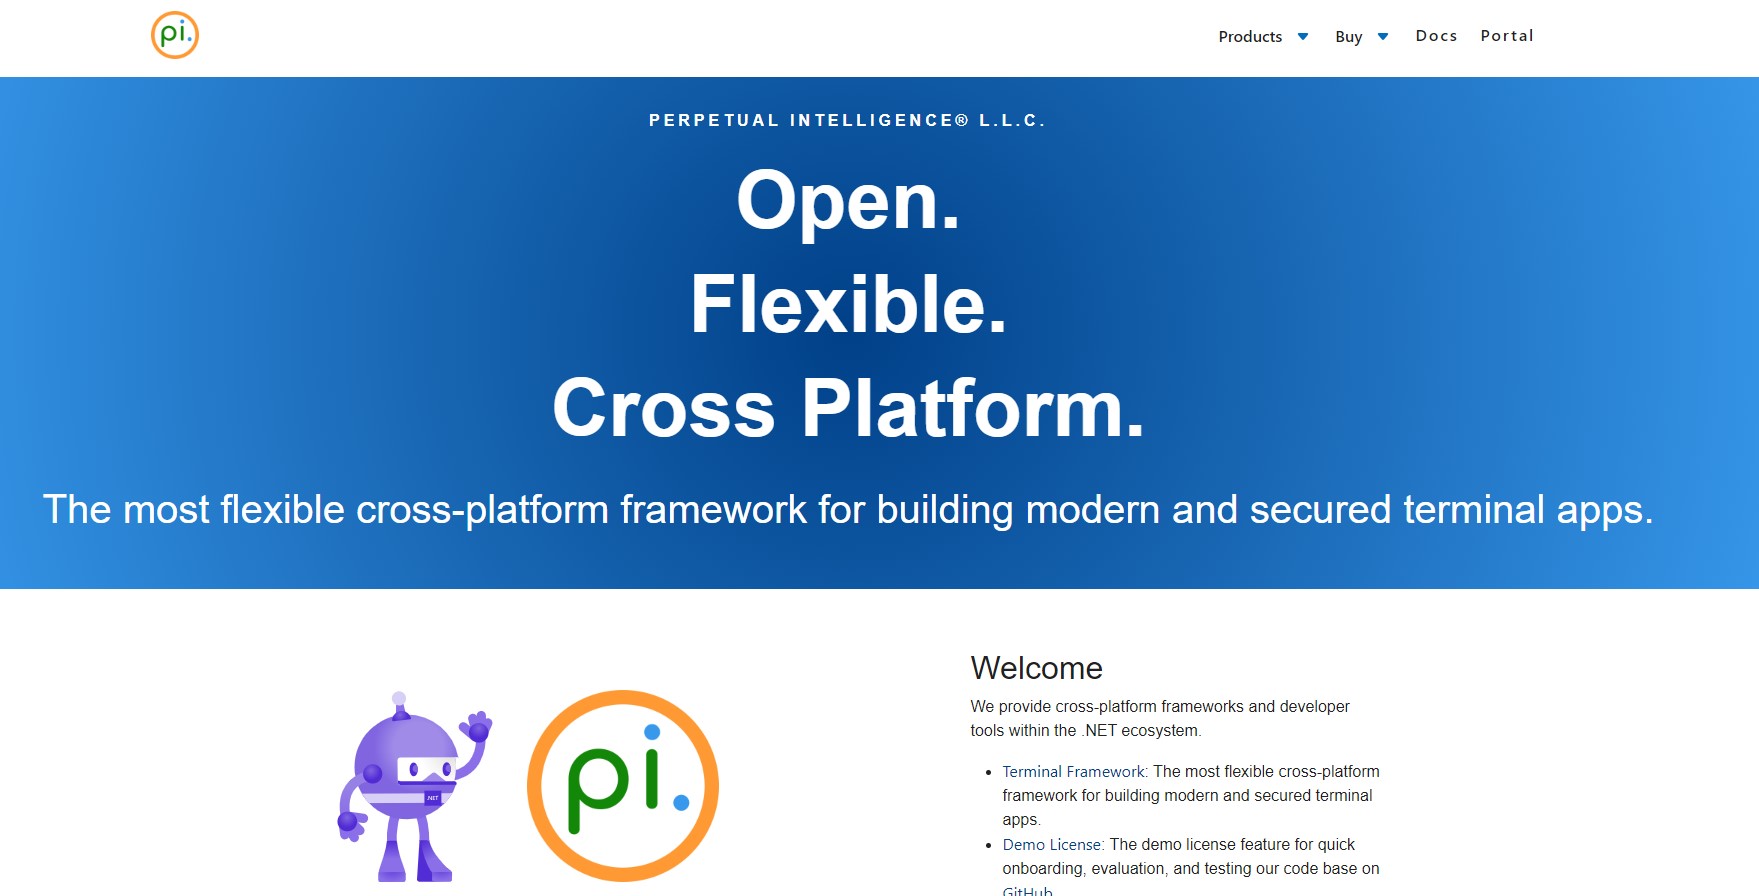 pi.
Products
Buy
Docs
Portal
PERPETUAL INTELLIGENCE® L.L.C.
Open.
Flexible.
Cross Platform.
The most flexible cross-platform framework for building modern and secured terminal apps.
.NET
pi.
Welcome
We provide cross-platform frameworks and developer
tools within the .NET ecosystem.
• Terminal Framework: The most flexible cross-platform
framework for building modern and secured terminal
apps.
• Demo License: The demo license feature for quick
onboarding, evaluation, and testing our code base on
GitHub